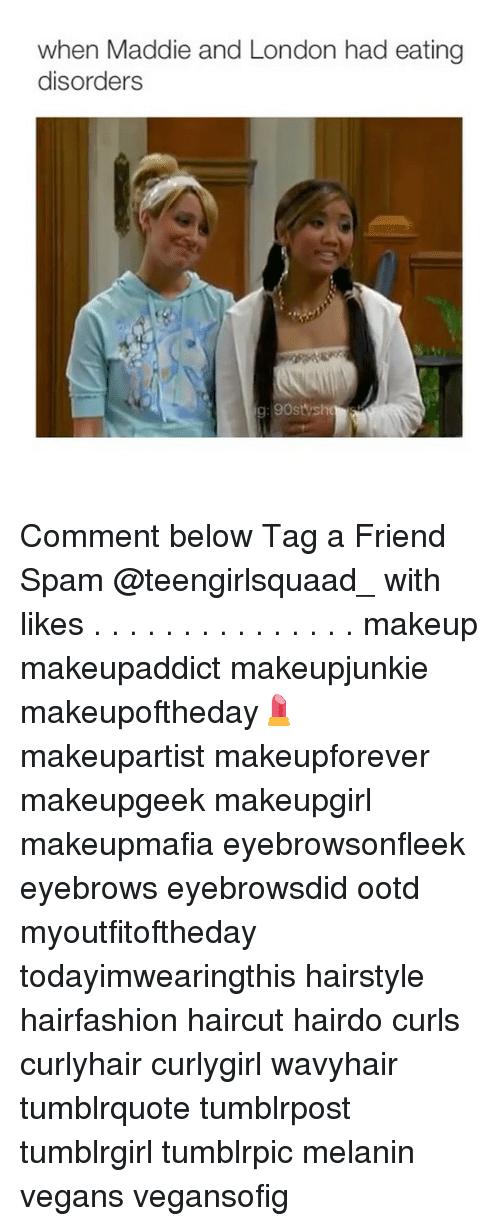 when Maddie and London had eating
disorders
ig: 90stvsh
Comment below Tag a Friend
Spam @teengirlsquaad_ with
likes . . . . . . . . . . . . . . . makeup
makeupaddict makeupjunkie
makeupoftheday💄
makeupartist makeupforever
makeupgeek makeupgirl
makeupmafia eyebrowsonfleek
eyebrows eyebrowsdid ootd
myoutfitoftheday
todayimwearingthis hairstyle
hairfashion haircut hairdo curls
curlyhair curlygirl wavyhair
tumblrquote tumblrpost
tumblrgirl tumblrpic melanin
vegans vegansofig